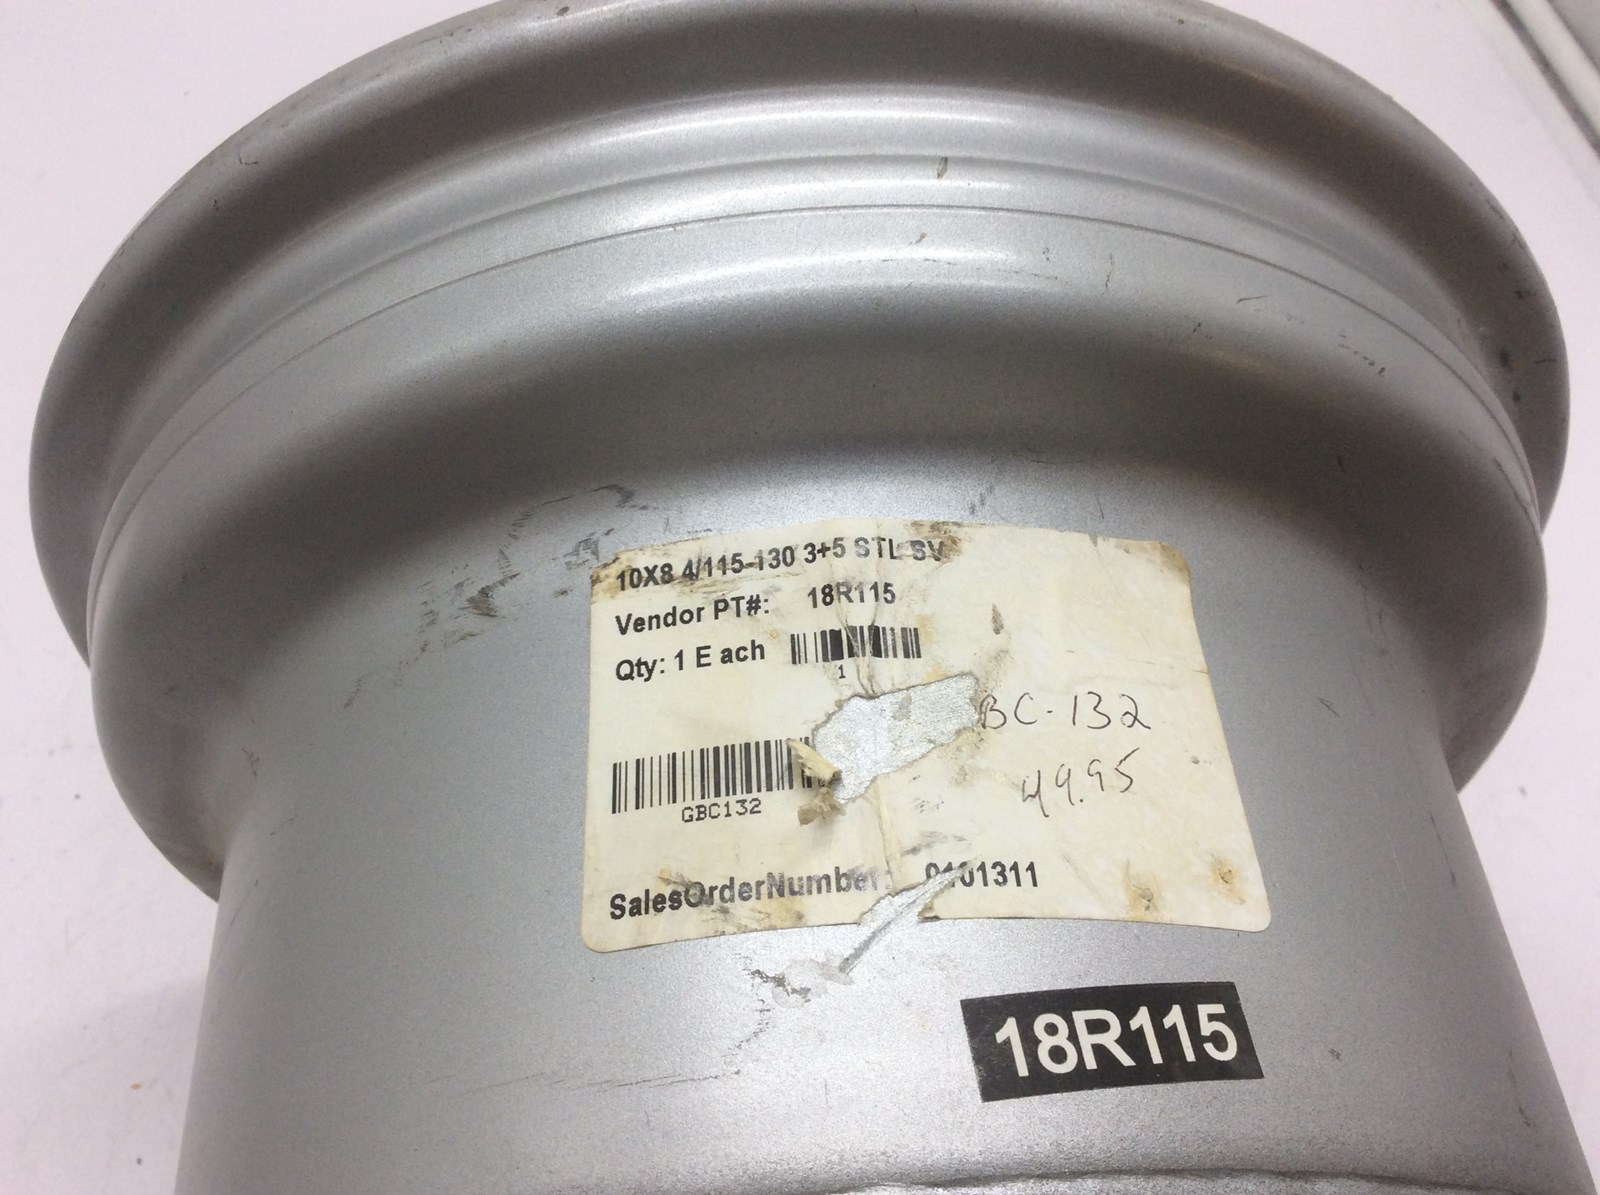 10X8 4/115-130 3+5 STL SV
Vendor PT#: 18R115
Qty: 1 E ach
1
BC-132
49.95
GBC132
SalesOrderNumber: 0101311
18R115